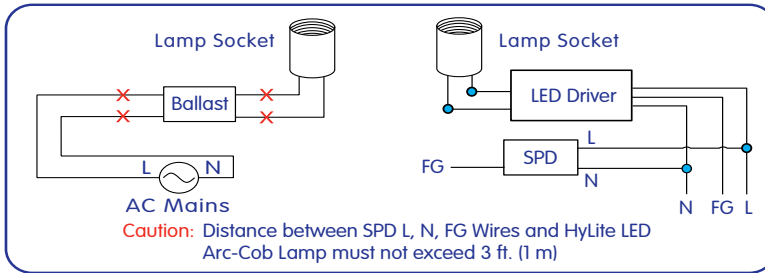 Lamp Socket
Ballast
L
N
AC Mains
Lamp Socket
LED Driver
L
FG
SPD
N
N
FG
L
Caution: Distance between SPD L, N, FG Wires and HyLite LED
Arc-Cob Lamp must not exceed 3 ft. (1 m)